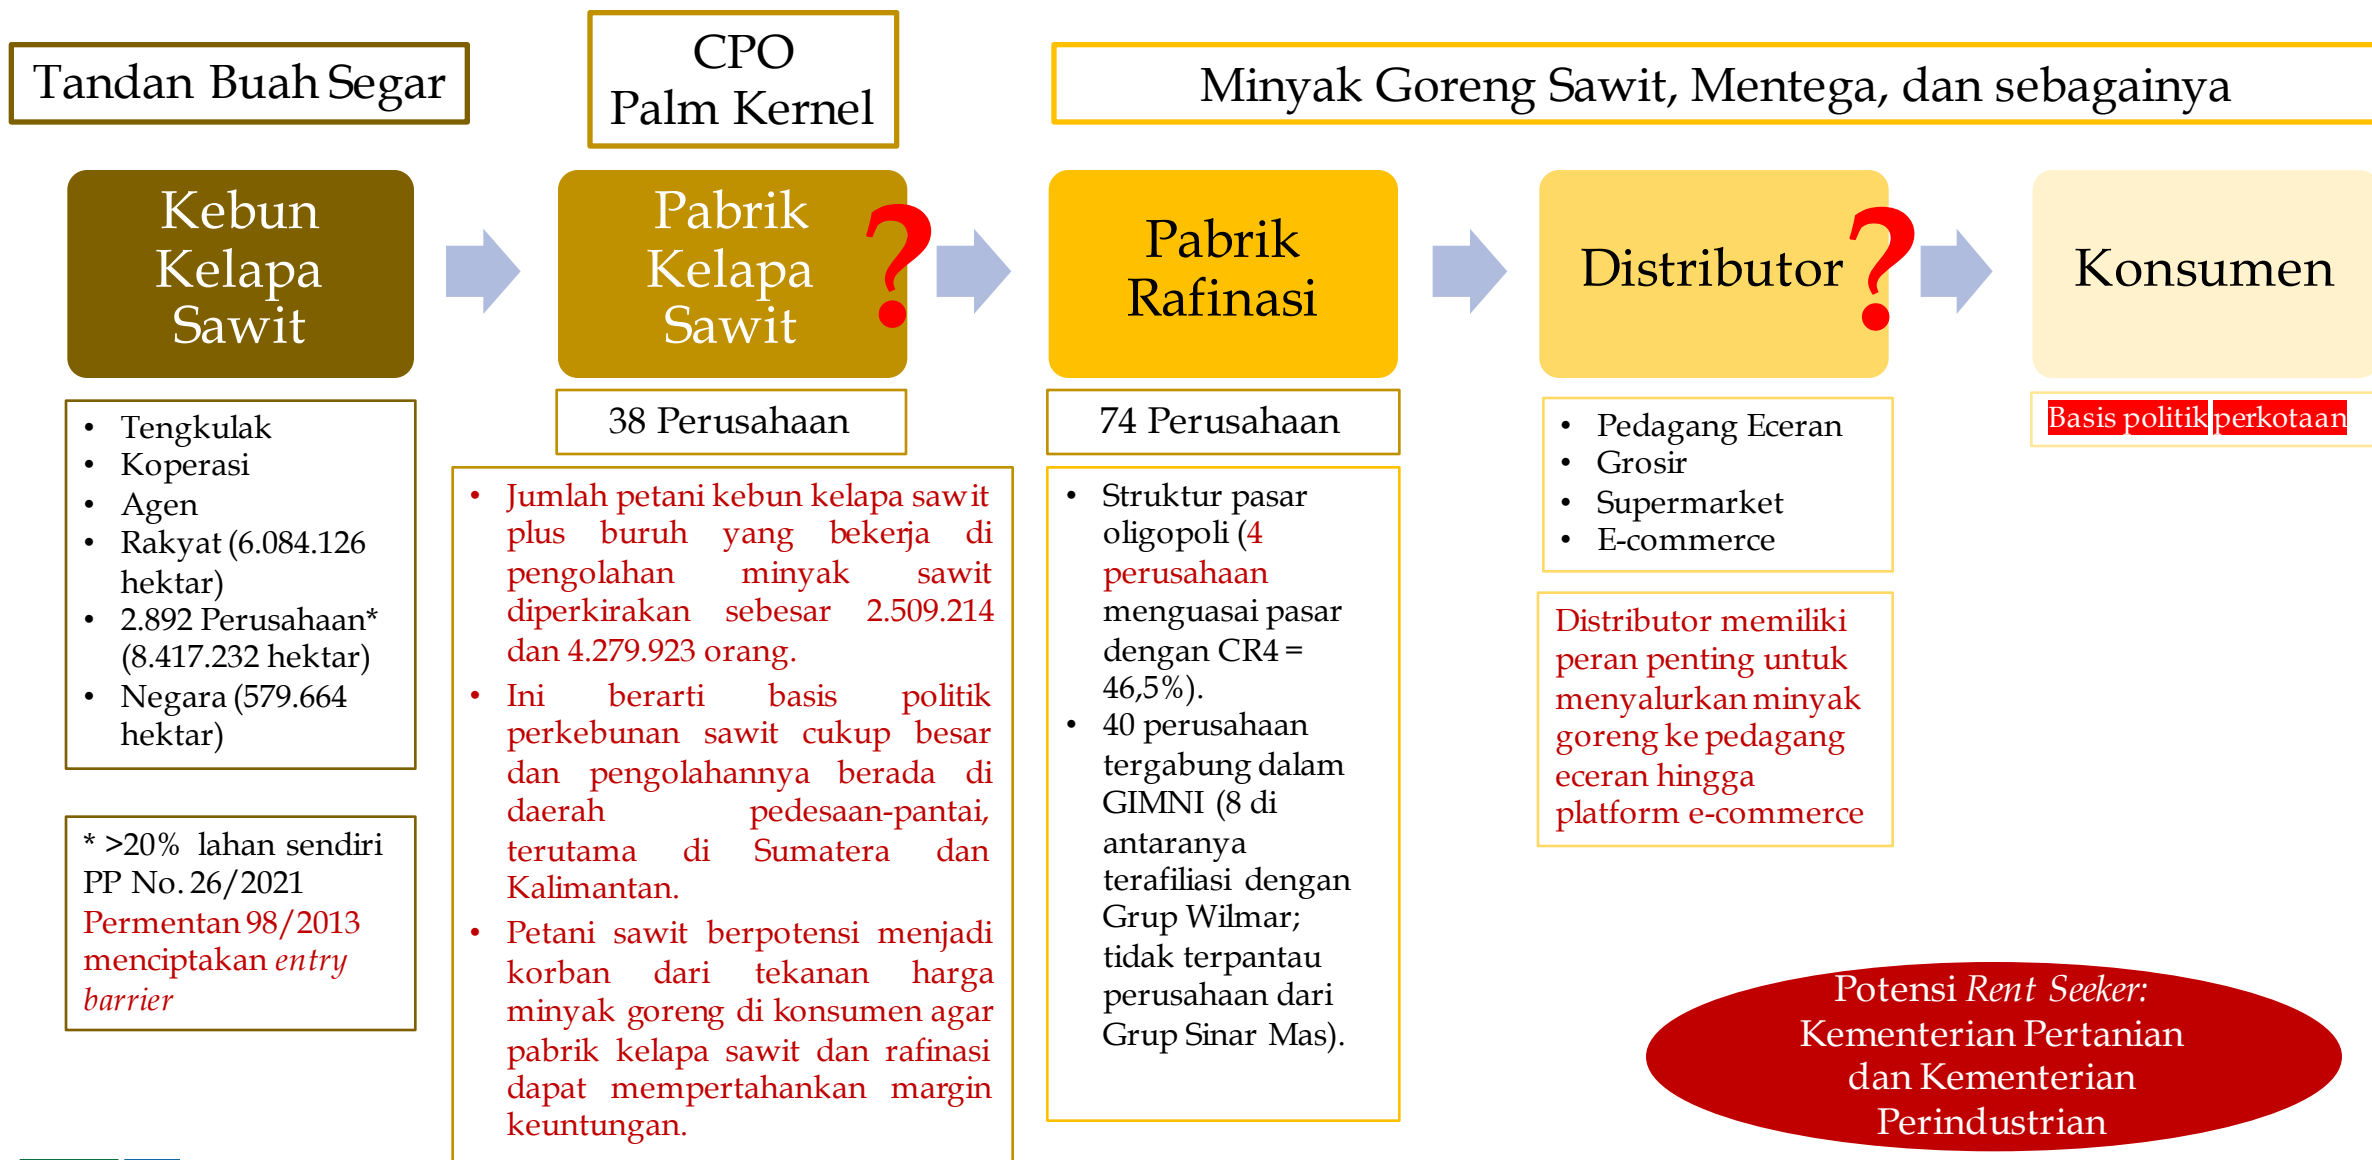 Tandan Buah Segar
CPO
Palm Kernel
Minyak Goreng Sawit, Mentega, dan sebagainya
Kebun
Kelapa
Sawit
Pabrik
Kelapa
Sawit
?
Pabrik
Rafinasi
Distributor
?
Konsumen
• Tengkulak
• Koperasi
• Agen
• Rakyat (6.084.126
hektar)
• 2.892 Perusahaan*
(8.417.232 hektar)
• Negara (579.664
hektar)
* >20% lahan sendiri
PP No. 26/2021
Permentan 98/2013
menciptakan entry
barrier
38 Perusahaan
• Jumlah petani kebun kelapa sawit
plus buruh yang bekerja di
pengolahan minyak sawit
diperkirakan sebesar 2.509.214
dan 4.279.923 orang.
• Ini berarti basis politik
perkebunan sawit cukup besar
dan pengolahannya berada di
daerah pedesaan-pantai,
terutama di Sumatera dan
Kalimantan.
• Petani sawit berpotensi menjadi
korban dari tekanan harga
minyak goreng di konsumen agar
pabrik kelapa sawit dan rafinasi
dapat mempertahankan margin
keuntungan.
74 Perusahaan
• Struktur pasar
oligopoli (4
perusahaan
menguasai pasar
dengan CR4 =
46,5%).
• 40 perusahaan
tergabung dalam
GIMNI (8 di
antaranya
terafiliasi dengan
Grup Wilmar;
tidak terpantau
perusahaan dari
Grup Sinar Mas).
• Pedagang Eceran
• Grosir
• Supermarket
• E-commerce
Distributor memiliki
peran penting untuk
menyalurkan minyak
goreng ke pedagang
eceran hingga
platform e-commerce
Basis politik perkotaan
Potensi Rent Seeker:
Kementerian Pertanian
dan Kementerian
Perindustrian